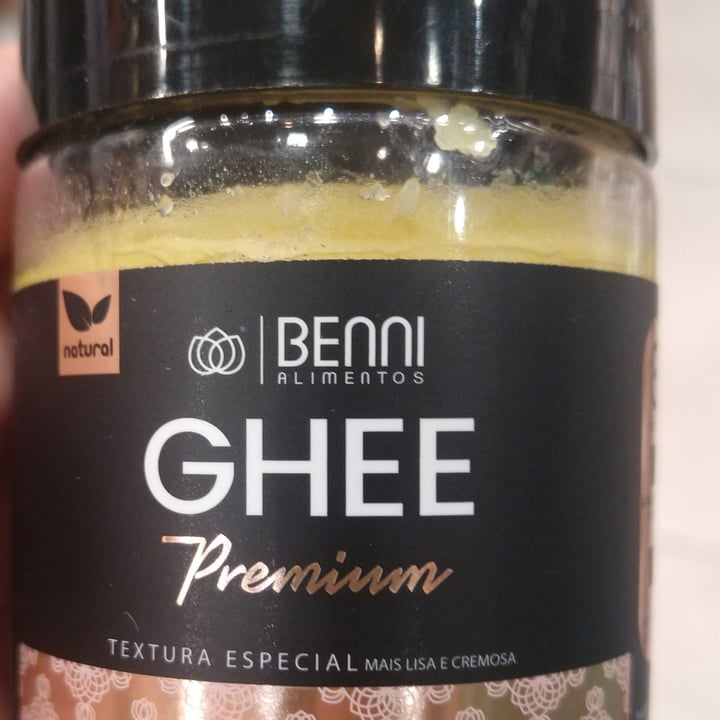 natural
BENNI
ALIMENTOS
GHEE
Premium
TEXTURA ESPECIAL MAIS LISA E CREMOSA